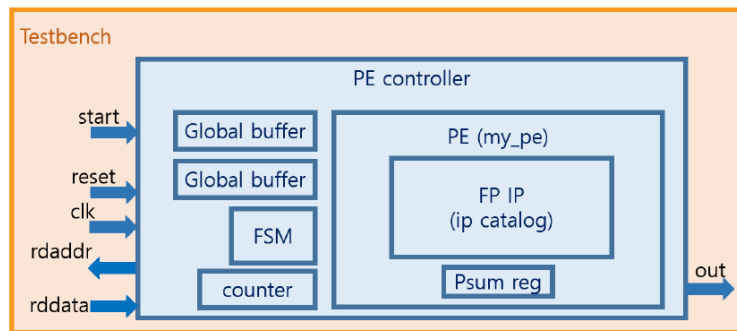 Testbench
PE controller
start
Global buffer
PE (my_pe)
reset
Global buffer
FP IP
(ip catalog)
clk
FSM
rdaddr
out
counter
Psum reg
rddata